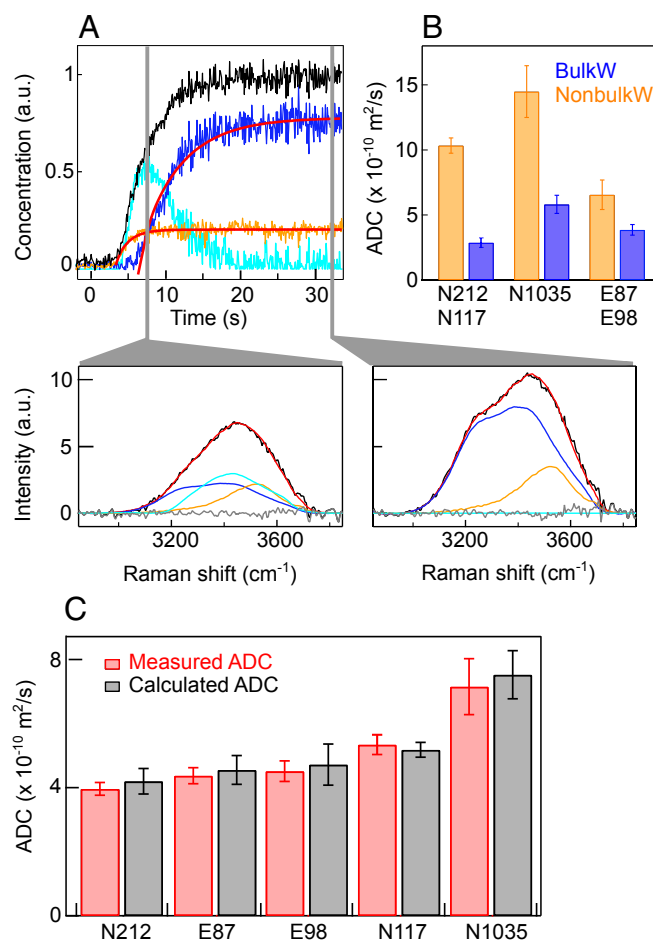 A
Concentration (a.u.)
1
0.5
0
0
10
20
30
Time (s)
B
BulkW
NonbulkW
ADC (x 10⁻¹⁰ m²/s)
15
10
5
0
N212
N117
N1035
E87
E98
Intensity (a.u.)
10
5
0
3200
3600
Raman shift (cm⁻¹)
3200
3600
Raman shift (cm⁻¹)
C
Measured ADC
Calculated ADC
ADC (x 10⁻¹⁰ m²/s)
8
4
0
N212
E87
E98
N117
N1035